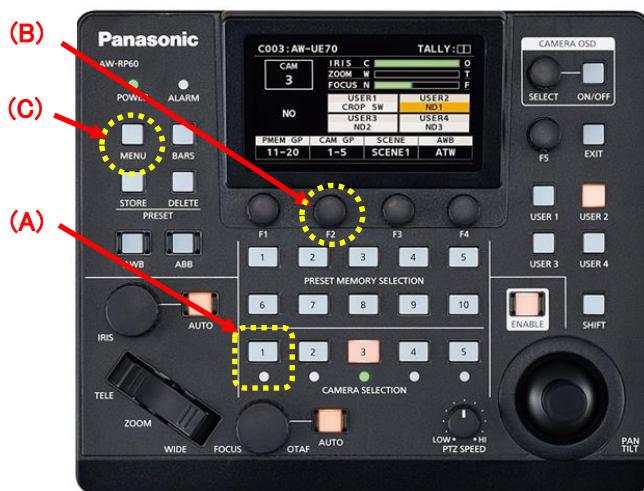 (B)
Panasonic
AW-RP60
POWER
ALARM
(C)
MENU
BARS
STORE
DELETE
PRESET
(A)
AWB
ABB
C003:AW-UE70 TALLY:□□
CAM
3
IRIS C O
ZOOM W T
FOCUS N F
NO
USER1
CROP SW
USER2
ND1
USER3
ND2
USER4
ND3
PMEM GP CAM GP SCENE AWB
11-20 1-5 SCENE1 ATW
F1 F2 F3 F4
CAMERA OSD
SELECT
ON/OFF
F5
EXIT
USER 1
USER 2
USER 3
USER 4
1 2 3 4 5
PRESET MEMORY SELECTION
6 7 8 9 10
ENABLE
SHIFT
IRIS
AUTO
1 2 3 4 5
CAMERA SELECTION
TELE
ZOOM
WIDE
FOCUS
OTAF
AUTO
LOW HI
PTZ SPEED
PAN
TILT